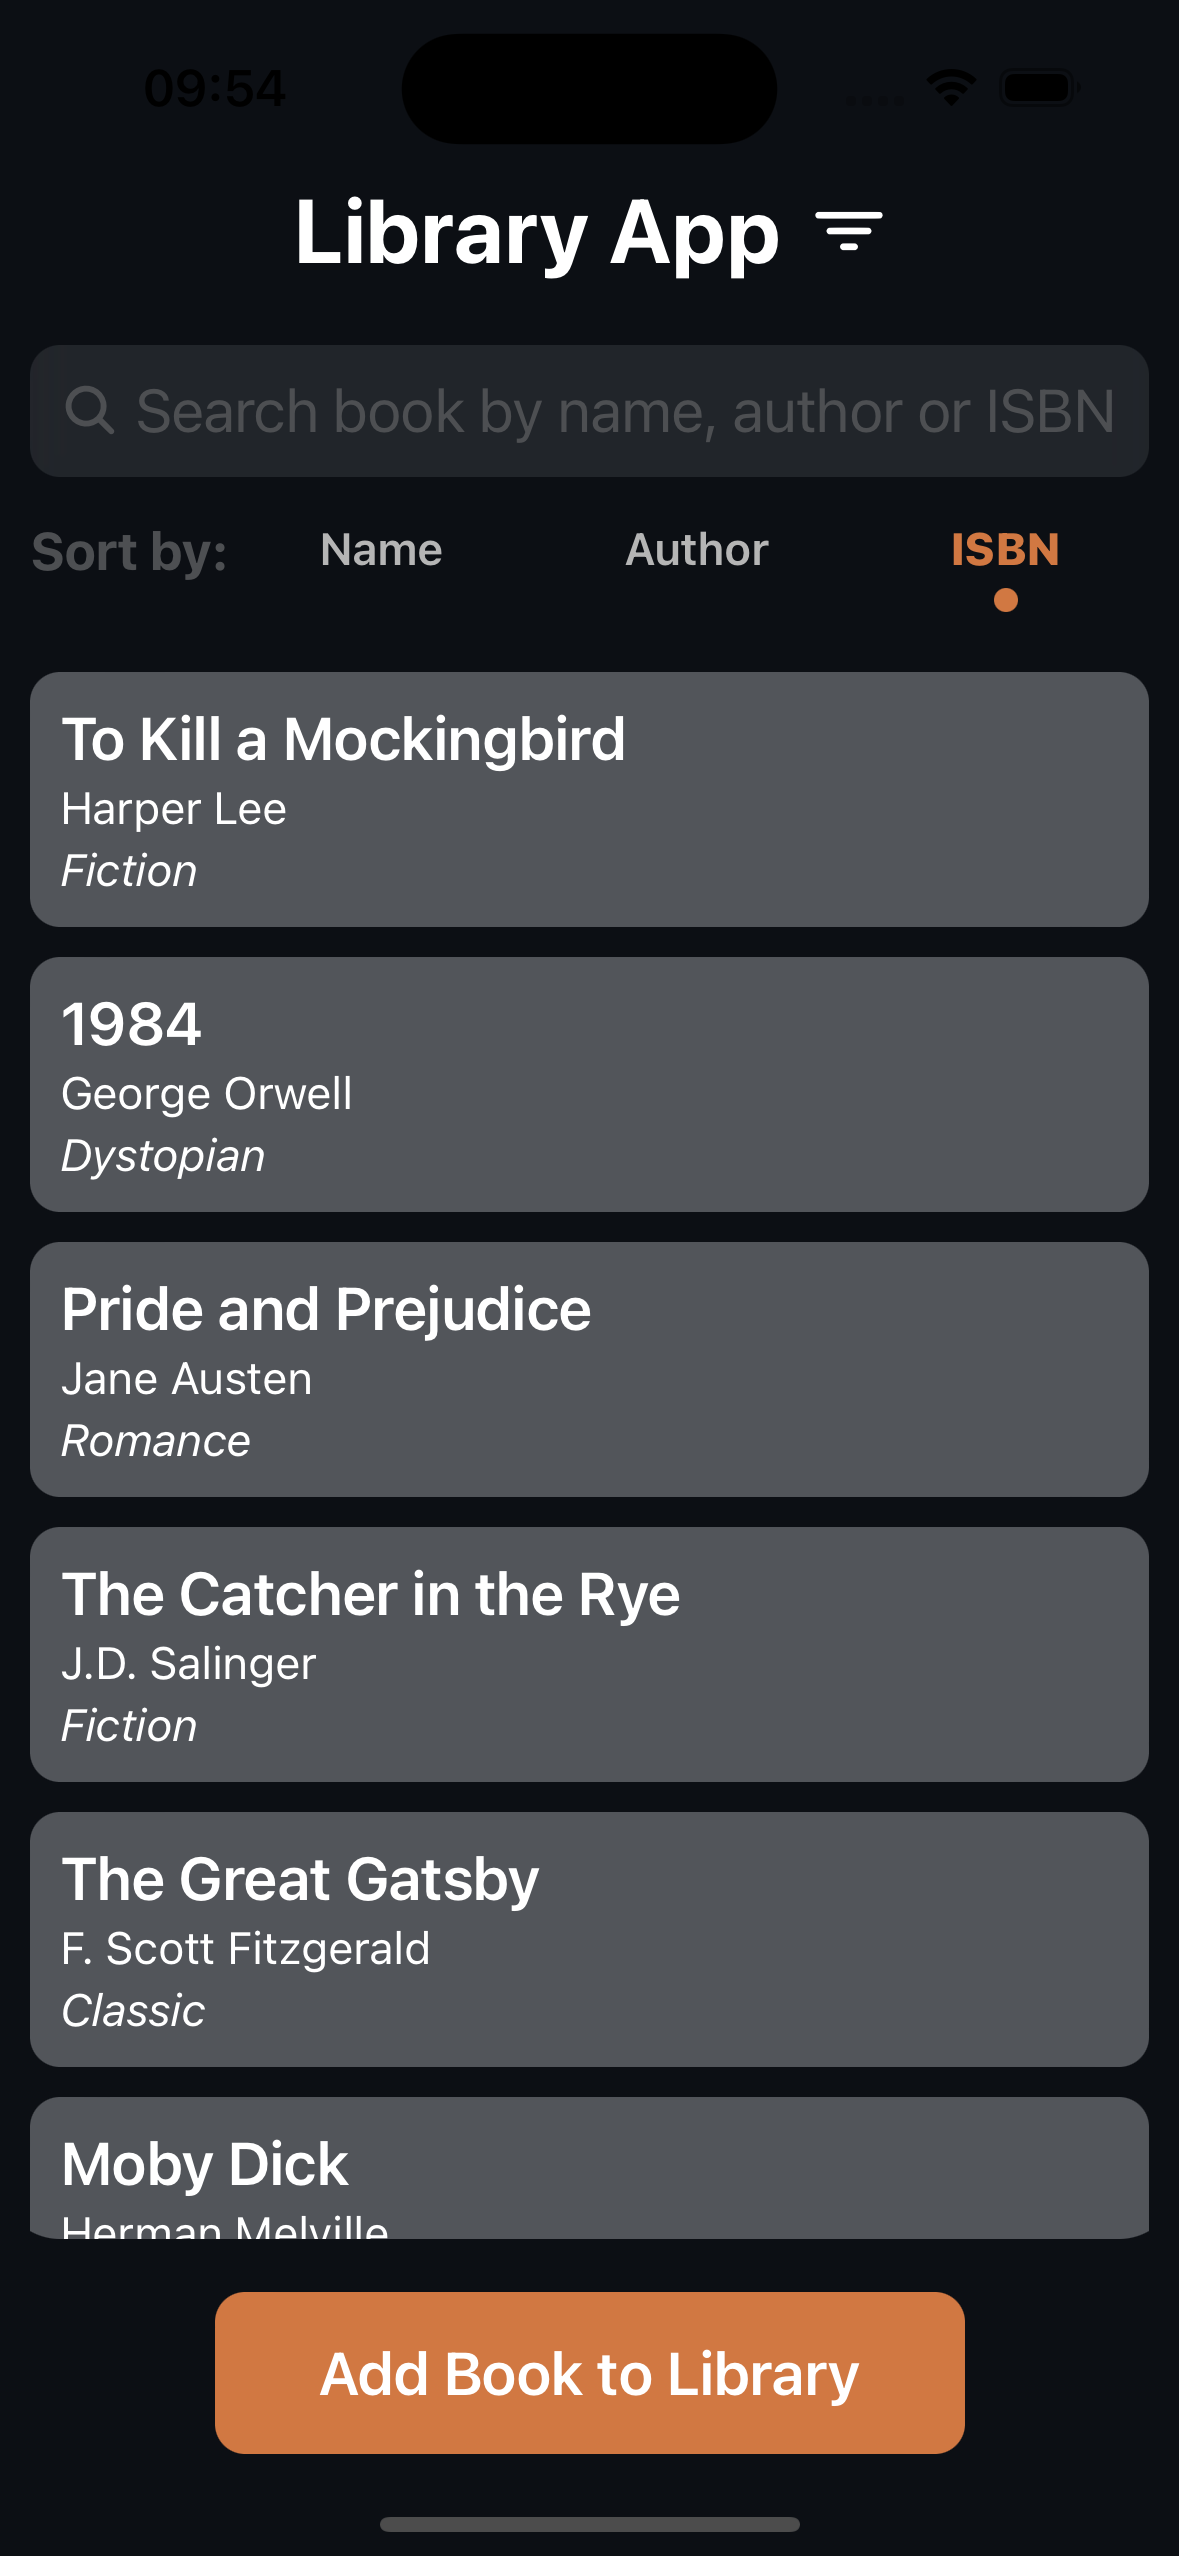 09:54
Library App
Search book by name, author or ISBN
Sort by: Name Author ISBN
To Kill a Mockingbird
Harper Lee
Fiction
1984
George Orwell
Dystopian
Pride and Prejudice
Jane Austen
Romance
The Catcher in the Rye
J.D. Salinger
Fiction
The Great Gatsby
F. Scott Fitzgerald
Classic
Moby Dick
Herman Melville
Add Book to Library